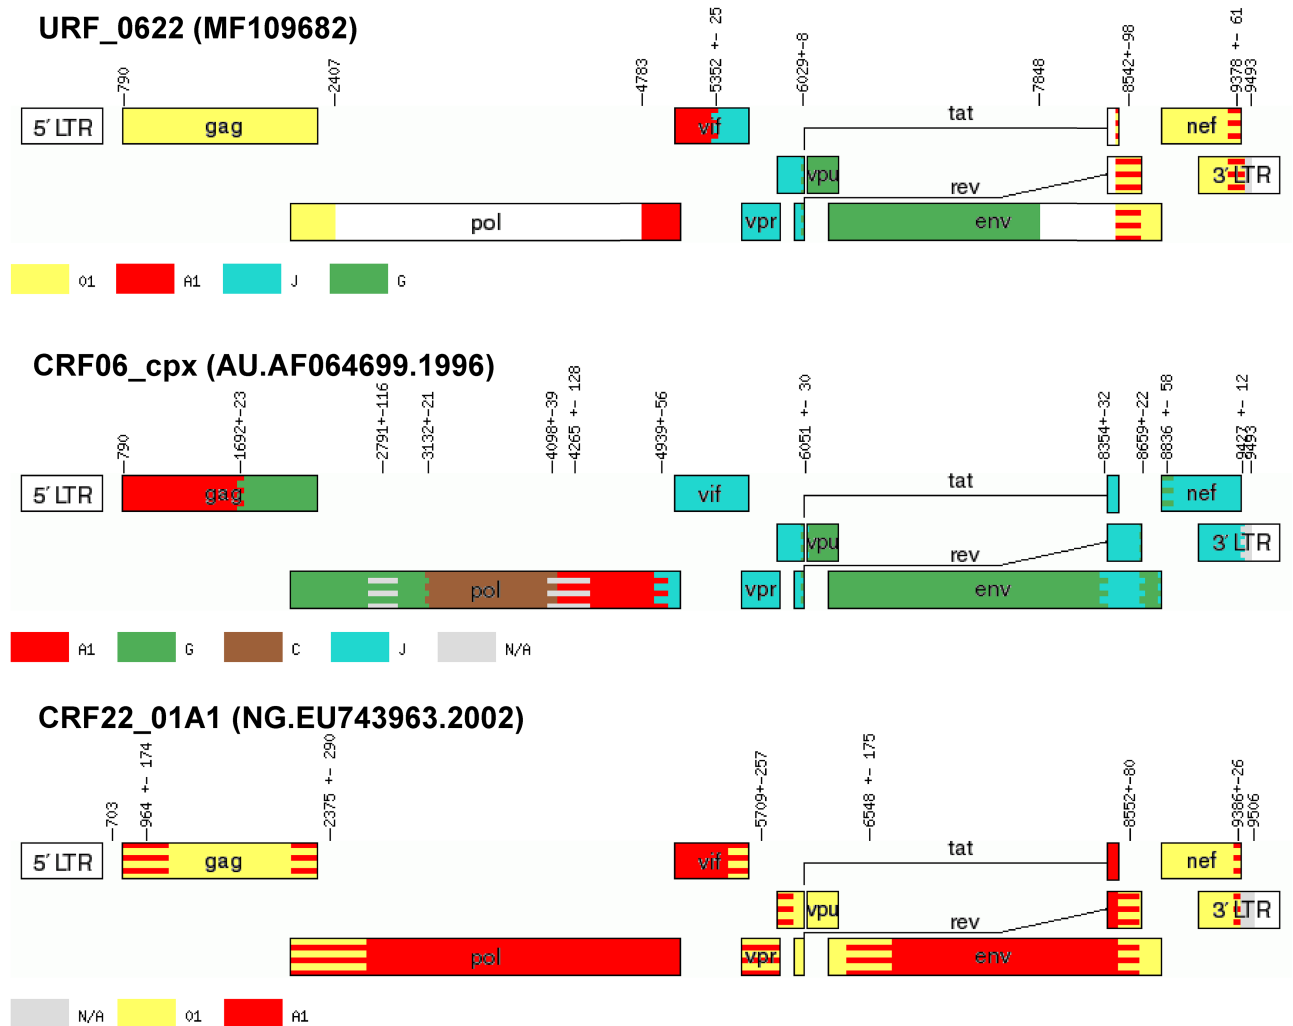 URF_0622 (MF109682)
790
2407
4783
5352 +- 25
6029+-8
7848
8542+-98
9378 +- 61
9493
5´LTR
gag
vif
tat
nef
vpu
rev
3´LTR
pol
vpr
env
01
A1
J
G
CRF06_cpx (AU.AF064699.1996)
790
1692+-23
2791+-116
3132+-21
4098+-39
4265 +- 128
4939+-56
6051 +- 30
8354+-32
8659+-22
8836 +- 58
9427 +- 12
9493
5´LTR
gag
vif
tat
nef
vpu
rev
3´LTR
pol
vpr
env
A1
G
C
J
N/A
CRF22_01A1 (NG.EU743963.2002)
703
964 +- 174
2375 +- 290
5709+-257
6548 +- 175
8552+-80
9386+-26
9506
5´LTR
gag
vif
tat
nef
vpu
rev
3´LTR
pol
vpr
env
N/A
01
A1